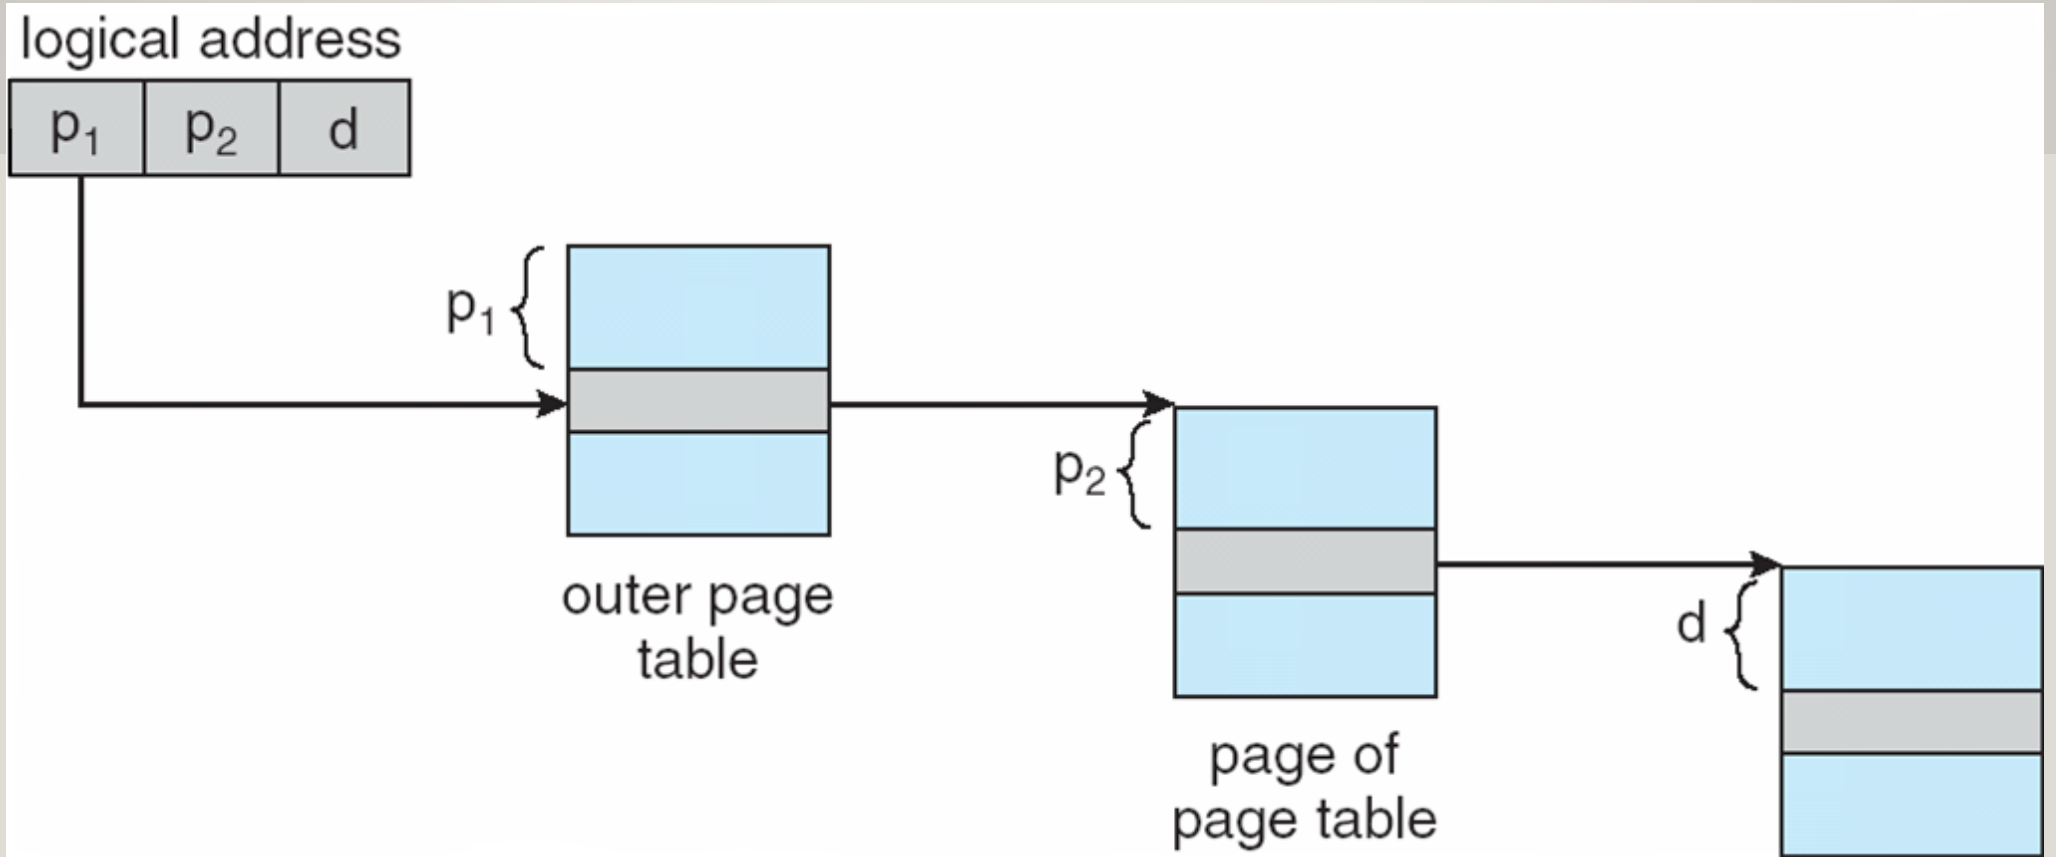 logical address
p₁ p₂ d
p₁
outer page
table
p₂
page of
page table
d